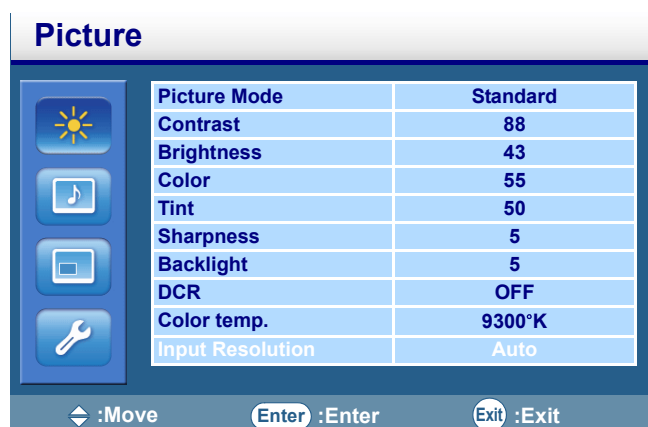 Picture
Picture Mode Standard
Contrast 88
Brightness 43
Color 55
Tint 50
Sharpness 5
Backlight 5
DCR OFF
Color temp. 9300°K
Input Resolution Auto
:Move Enter :Enter Exit :Exit